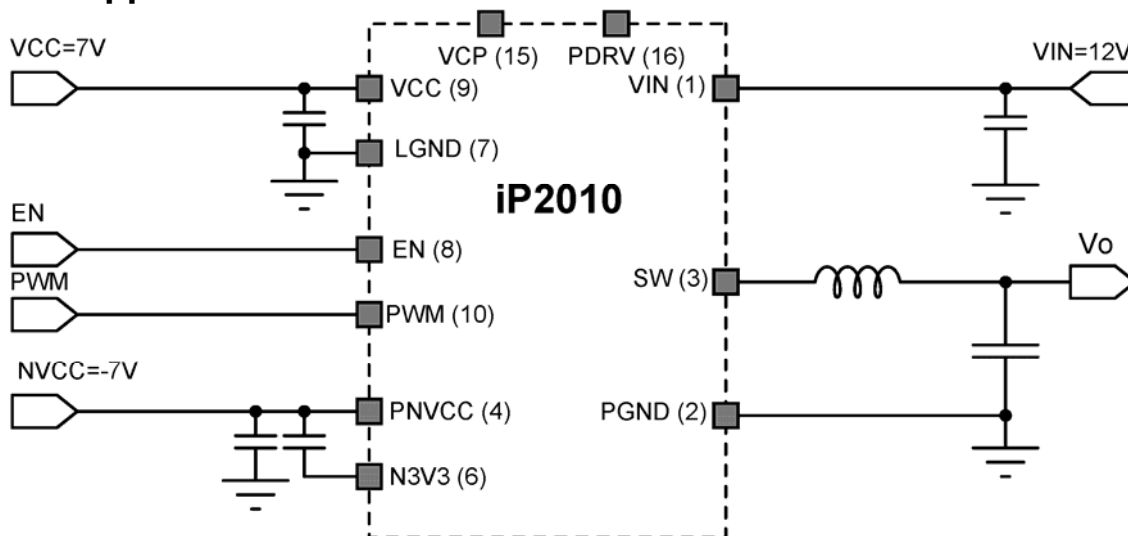 VCC=7V
VCP (15)
PDRV (16)
VIN=12V
VCC (9)
VIN (1)
LGND (7)
iP2010
EN
EN (8)
Vo
SW (3)
PWM
PWM (10)
NVCC=-7V
PNVCC (4)
PGND (2)
N3V3 (6)